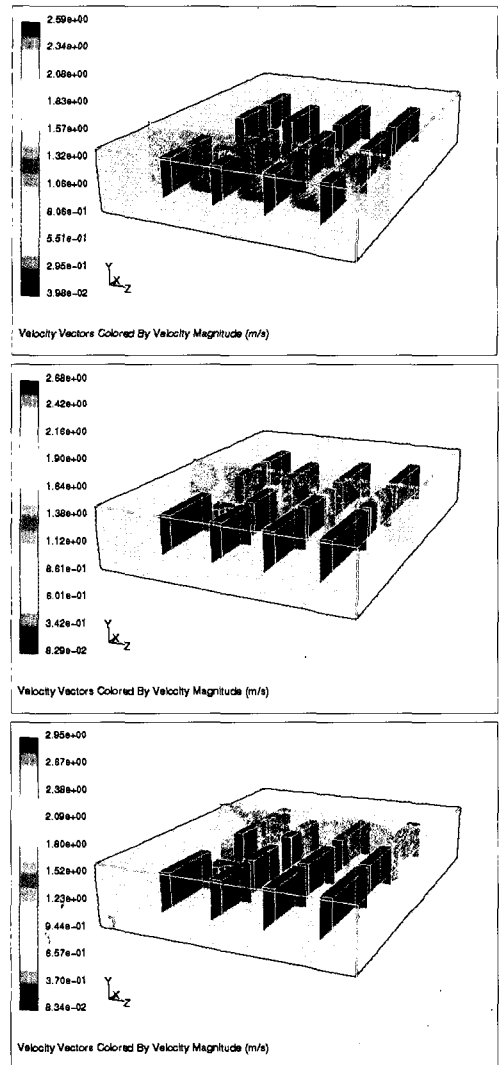 2.59e+00
2.34e+00
2.08e+00
1.83e+00
1.57e+00
1.32e+00
1.06e+00
8.06e-01
5.51e-01
2.95e-01
3.98e-02
Y
X
Z
Velocity Vectors Colored By Velocity Magnitude (m/s)
2.68e+00
2.42e+00
2.16e+00
1.90e+00
1.64e+00
1.38e+00
1.12e+00
8.61e-01
6.01e-01
3.42e-01
8.29e-02
Y
X
Z
Velocity Vectors Colored By Velocity Magnitude (m/s)
2.95e+00
2.67e+00
2.38e+00
2.09e+00
1.80e+00
1.52e+00
1.23e+00
9.44e-01
6.57e-01
3.70e-01
8.34e-02
Y
X
Z
Velocity Vectors Colored By Velocity Magnitude (m/s)